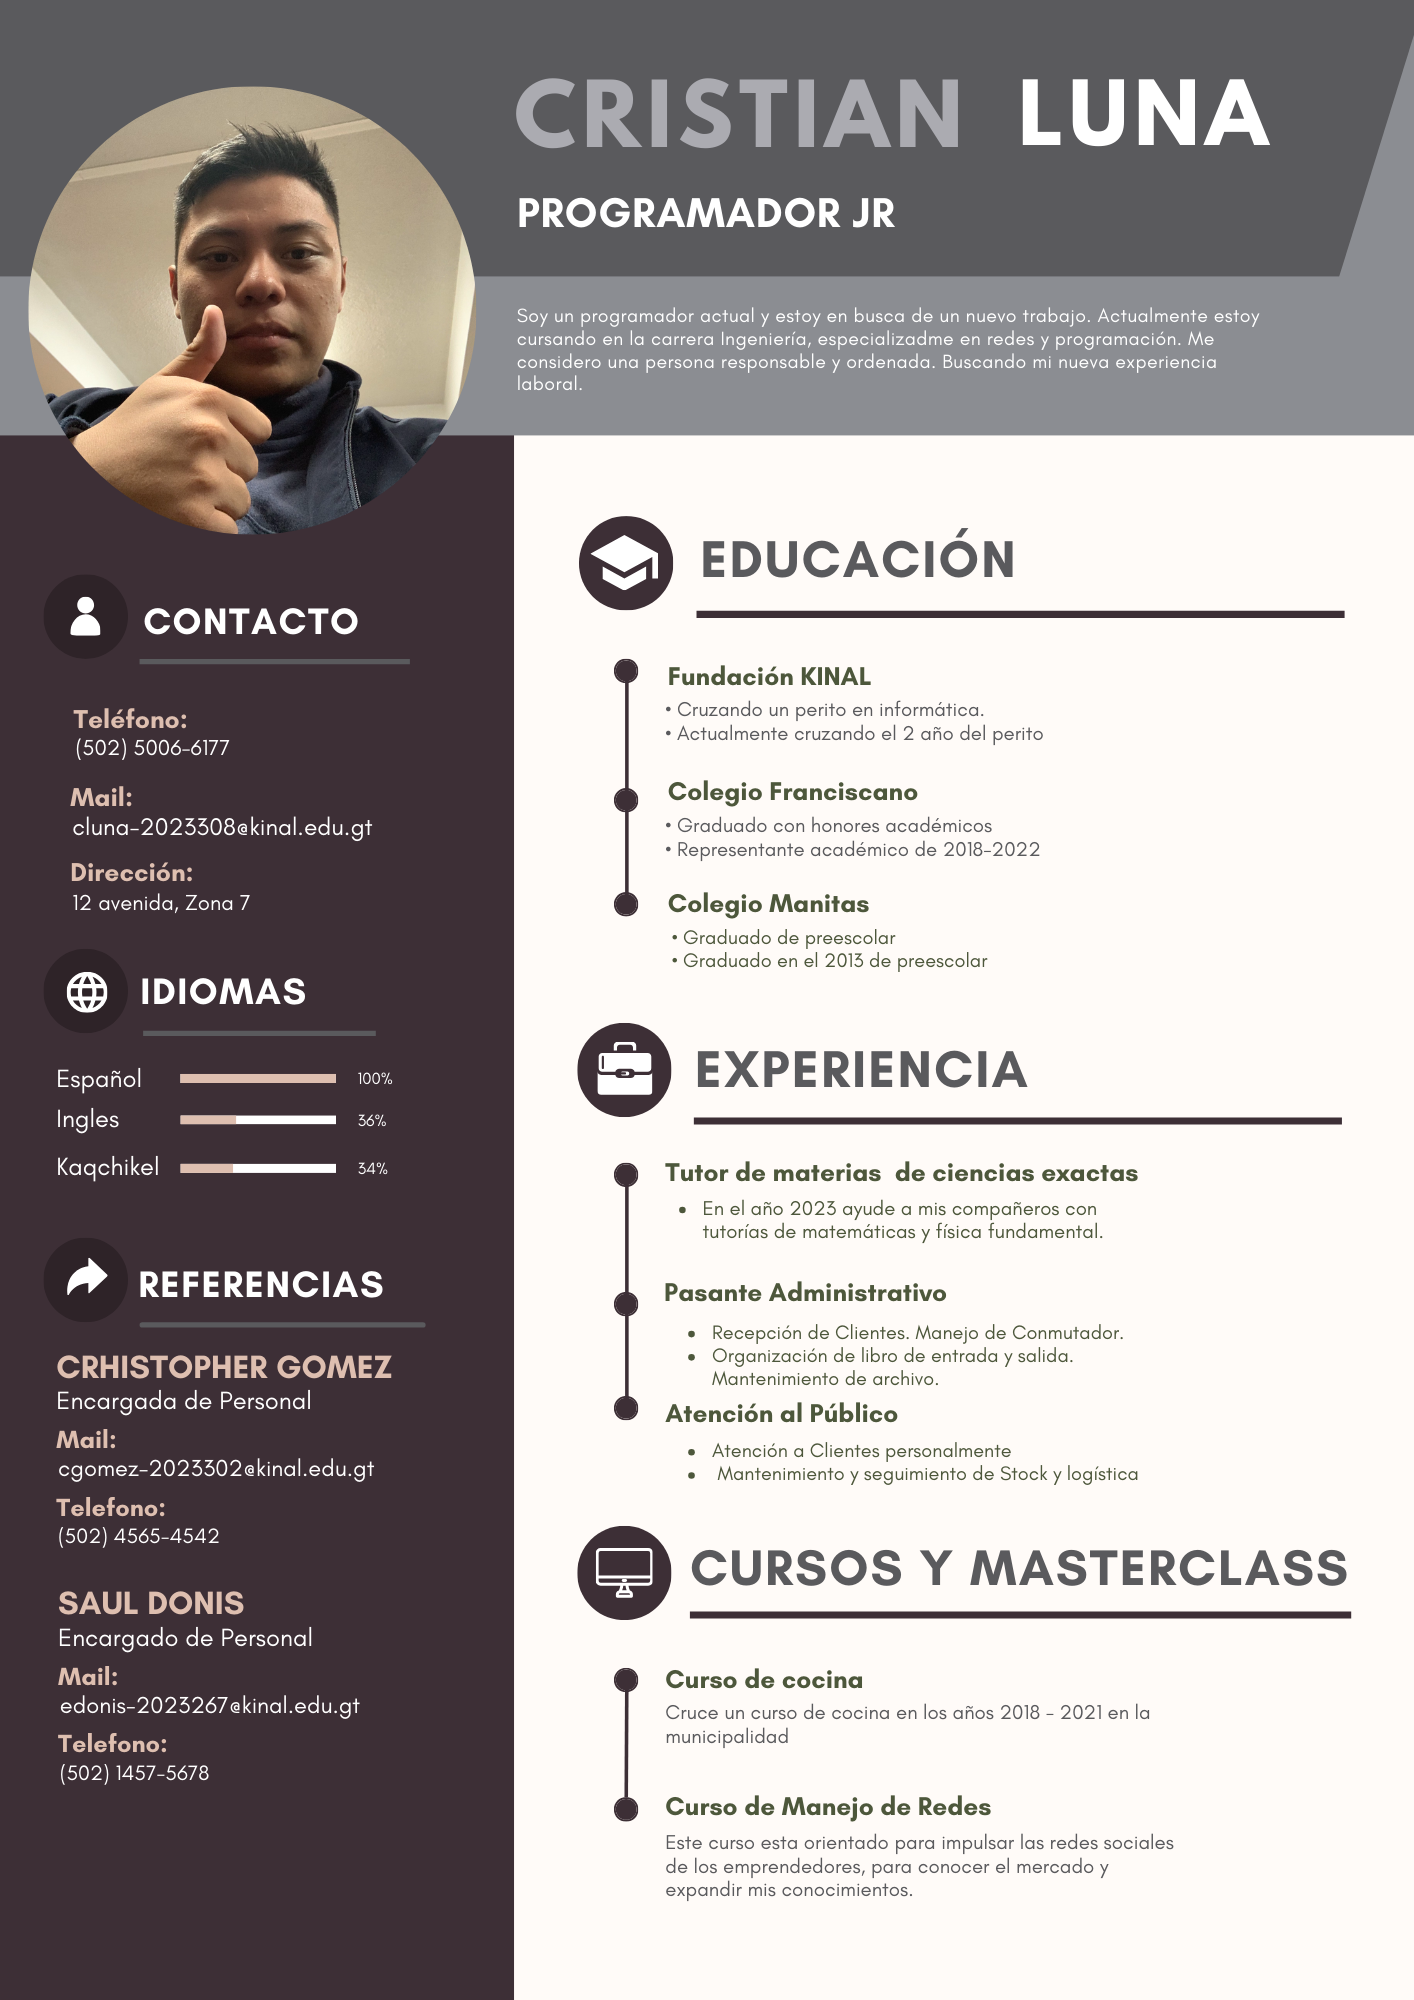 CRISTIAN LUNA
PROGRAMADOR JR
Soy un programador actual y estoy en busca de un nuevo trabajo. Actualmente estoy
cursando en la carrera Ingeniería, especializadme en redes y programación. Me
considero una persona responsable y ordenada. Buscando mi nueva experiencia
laboral.
CONTACTO
Teléfono:
(502) 5006-6177
Mail:
cluna-2023308@kinal.edu.gt
Dirección:
12 avenida, Zona 7
IDIOMAS
Español 100%
Ingles 36%
Kaqchikel 34%
REFERENCIAS
CRHISTOPHER GOMEZ
Encargada de Personal
Mail:
cgomez-2023302@kinal.edu.gt
Telefono:
(502) 4565-4542
SAUL DONIS
Encargado de Personal
Mail:
edonis-2023267@kinal.edu.gt
Telefono:
(502) 1457-5678
EDUCACIÓN
Fundación KINAL
• Cruzando un perito en informática.
• Actualmente cruzando el 2 año del perito
Colegio Franciscano
• Graduado con honores académicos
• Representante académico de 2018-2022
Colegio Manitas
• Graduado de preescolar
• Graduado en el 2013 de preescolar
EXPERIENCIA
Tutor de materias de ciencias exactas
• En el año 2023 ayude a mis compañeros con
tutorías de matemáticas y física fundamental.
Pasante Administrativo
• Recepción de Clientes. Manejo de Conmutador.
• Organización de libro de entrada y salida.
Mantenimiento de archivo.
Atención al Público
• Atención a Clientes personalmente
• Mantenimiento y seguimiento de Stock y logística
CURSOS Y MASTERCLASS
Curso de cocina
Cruce un curso de cocina en los años 2018 - 2021 en la
municipalidad
Curso de Manejo de Redes
Este curso esta orientado para impulsar las redes sociales
de los emprendedores, para conocer el mercado y
expandir mis conocimientos.